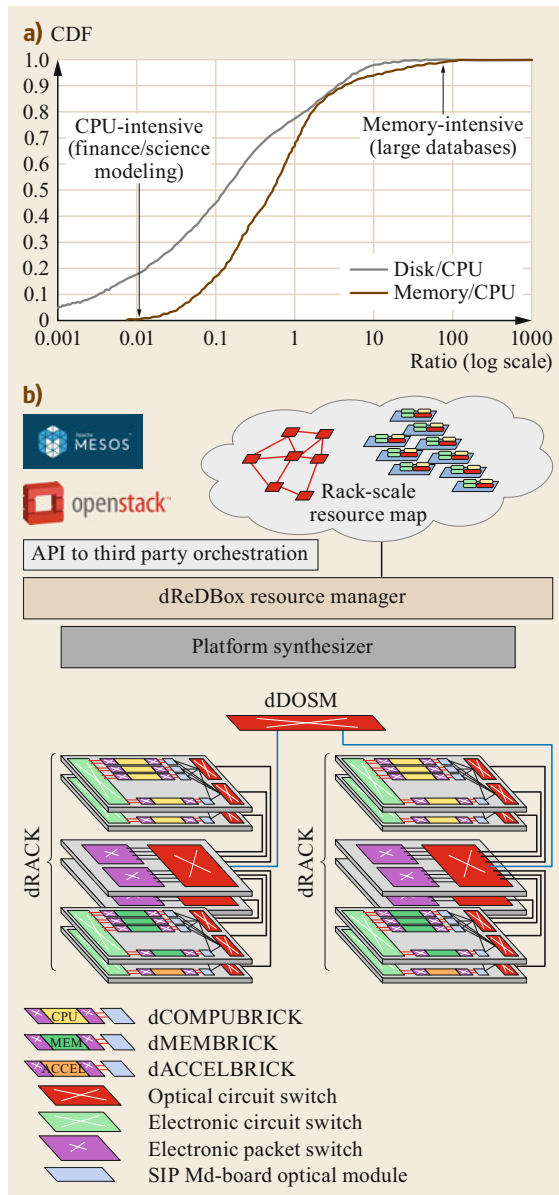 a) CDF
1.0
0.9
0.8
0.7
0.6
0.5
0.4
0.3
0.2
0.1
0
CPU-intensive
(finance/science
modeling)
Memory-intensive
(large databases)
Disk/CPU
Memory/CPU
0.001
0.01
0.1
1
10
100
1000
Ratio (log scale)
b)
Apache
MESOS
openstack™
Rack-scale
resource map
API to third party orchestration
dReDBox resource manager
Platform synthesizer
dDOSM
dRACK
dRACK
CPU
dCOMPUBRICK
MEM
dMEMBRICK
ACCEL
dACCELBRICK
Optical circuit switch
Electronic circuit switch
Electronic packet switch
SIP Md-board optical module